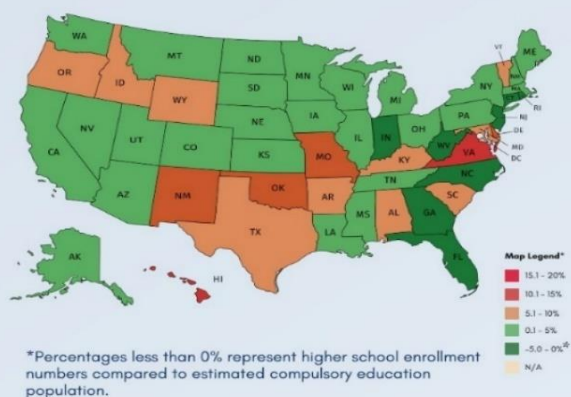 WA
MT
ND
MN
ME
VT
OR
ID
WY
SD
WI
MI
NY
RI
NV
UT
CO
NE
IA
IL
IN
OH
PA
NJ
DE
MD
DC
CA
KS
MO
KY
WV
VA
NC
AZ
NM
OK
AR
TN
SC
TX
LA
MS
AL
GA
FL
AK
HI
Map Legend*
15.1 - 20%
10.1 - 15%
5.1 - 10%
0.1 - 5%
-5.0 - 0%*
N/A
*Percentages less than 0% represent higher school enrollment
numbers compared to estimated compulsory education
population.